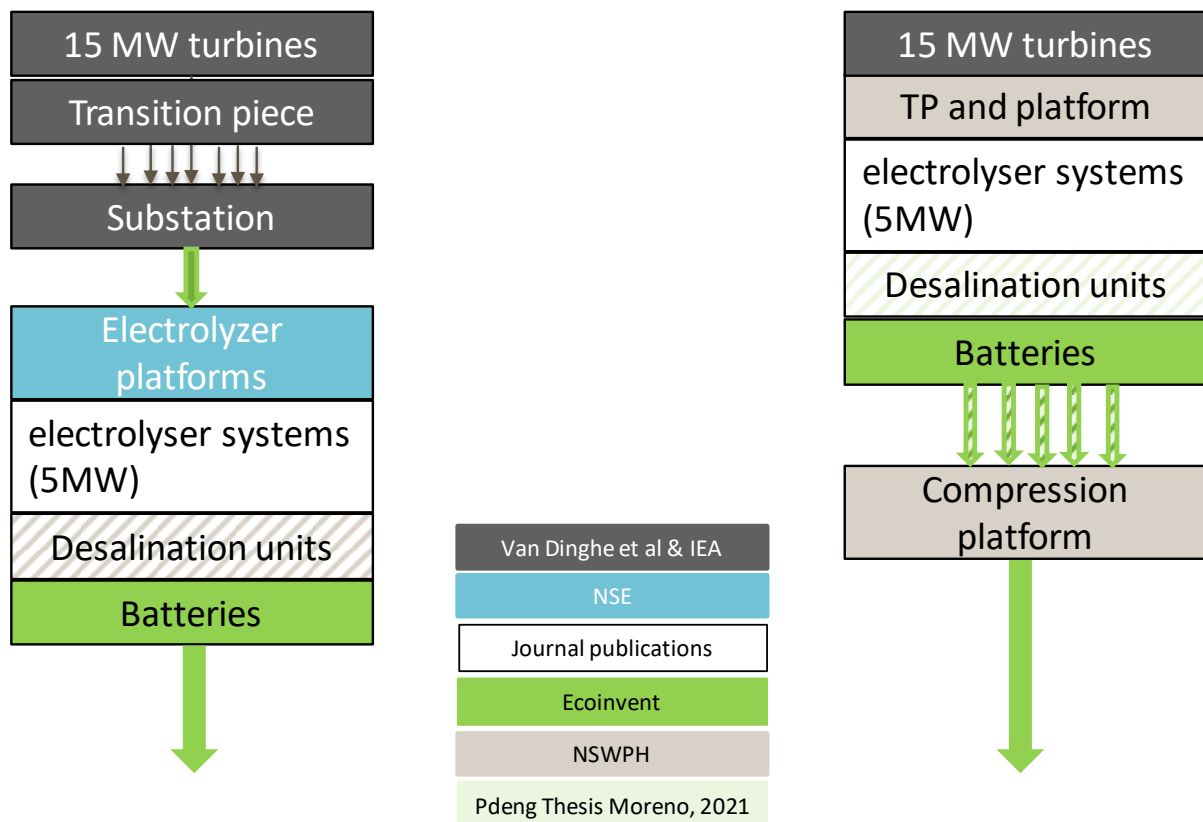 15 MW turbines
Transition piece
Substation
Electrolyzer
platforms
electrolyser systems
(5MW)
Desalination units
Batteries
Van Dinghe et al & IEA
NSE
Journal publications
Ecoinvent
NSWPH
Pdeng Thesis Moreno, 2021
15 MW turbines
TP and platform
electrolyser systems
(5MW)
Desalination units
Batteries
Compression
platform